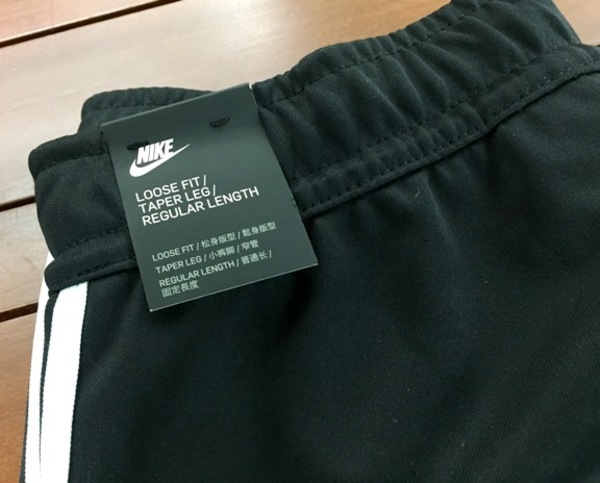 NIKE
LOOSE FIT /
TAPER LEG /
REGULAR LENGTH
LOOSE FIT / 松身版型 / 鬆身版型
TAPER LEG / 小裤脚 / 窄管
REGULAR LENGTH / 普通长 /
固定長度